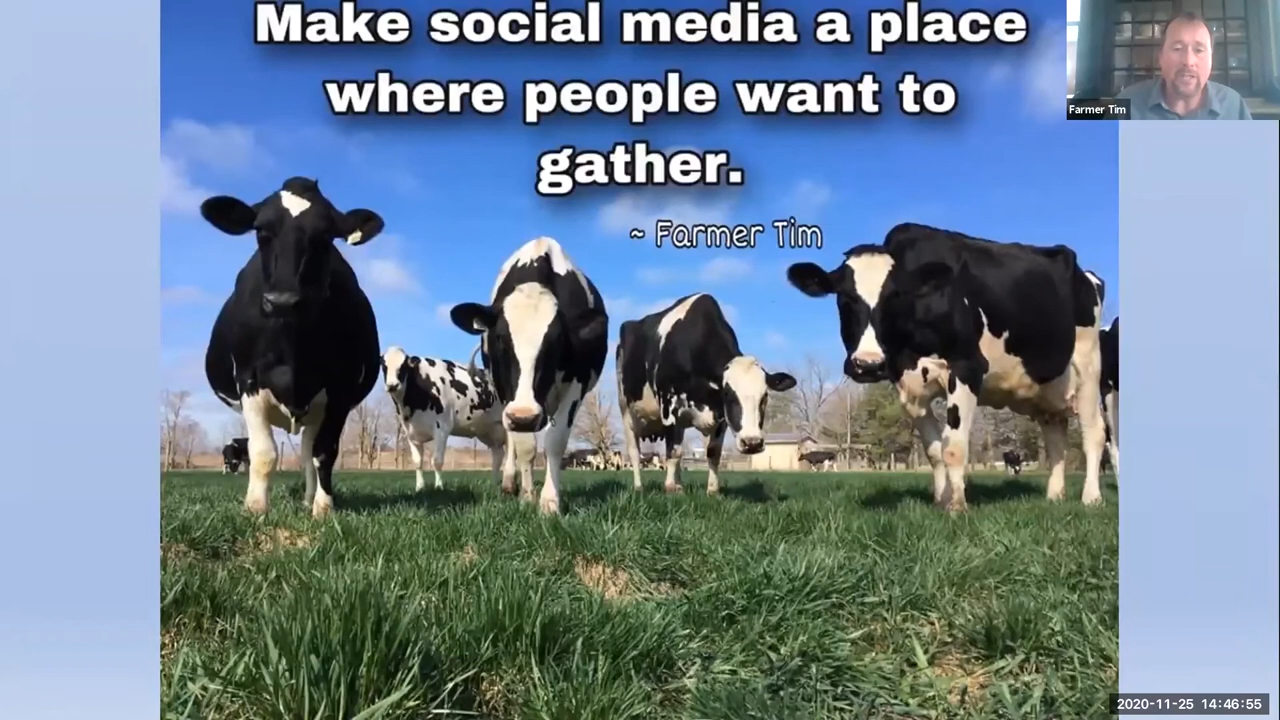 Make social media a place
where people want to
gather.
~ Farmer Tim
Farmer Tim
2020-11-25 14:46:55